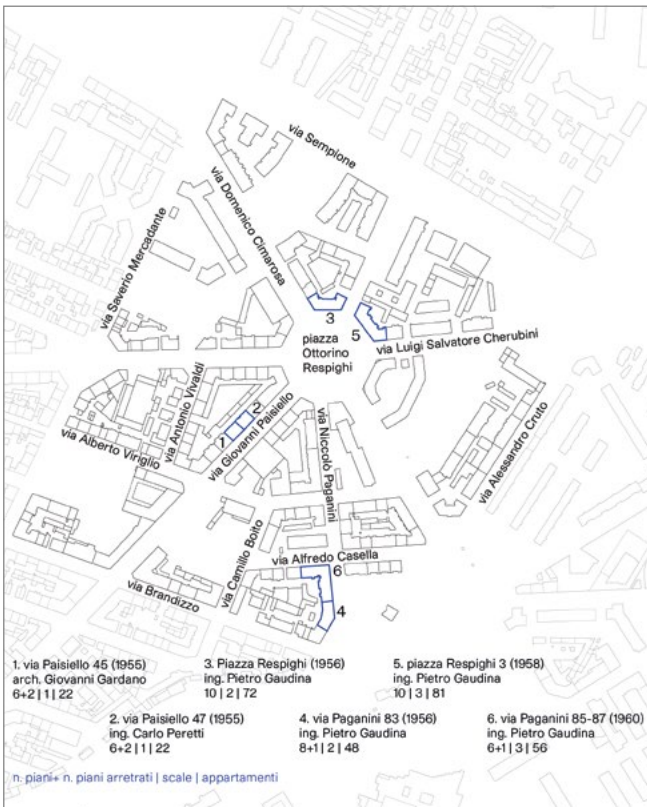 via Sempione
via Domenico Cimarosa
via Saverio Mercadante
3
5
piazza
Ottorino
Respighi
via Luigi Salvatore Cherubini
via Antonio Vivaldi
2
1
via Giovanni Paisiello
via Niccolò Paganini
via Alberto Viriglio
via Alessandro Cruto
via Camillo Boito
via Alfredo Casella
6
via Brandizzo
4
1. via Paisiello 45 (1955)
arch. Giovanni Gardano
6+2 | 1 | 22
3. Piazza Respighi (1956)
ing. Pietro Gaudina
10 | 2 | 72
5. piazza Respighi 3 (1958)
ing. Pietro Gaudina
10 | 3 | 81
2. via Paisiello 47 (1955)
ing. Carlo Peretti
6+2 | 1 | 22
4. via Paganini 83 (1956)
ing. Pietro Gaudina
8+1 | 2 | 48
6. via Paganini 85-87 (1960)
ing. Pietro Gaudina
6+1 | 3 | 56
n. piani+ n. piani arretrati | scale | appartamenti